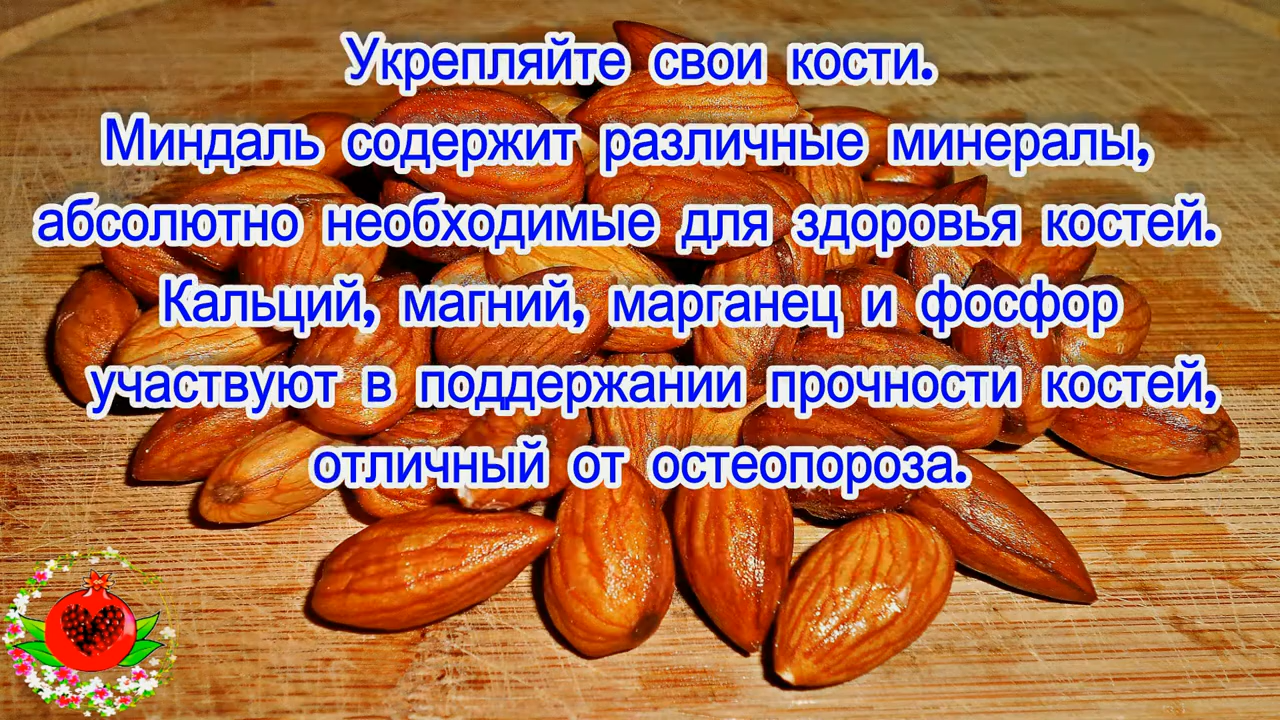 Укрепляйте свои кости.
Миндаль содержит различные минералы,
абсолютно необходимые для здоровья костей.
Кальций, магний, марганец и фосфор
участвуют в поддержании прочности костей,
отличный от остеопороза.